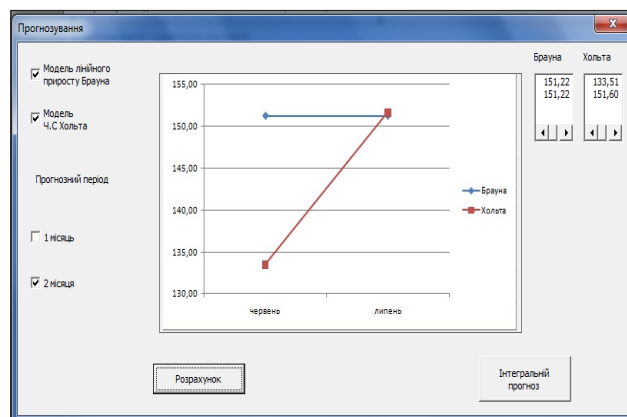 Прогнозування
Модель лінійного
приросту Брауна
Модель
Ч.С Хольта
Прогнозний період
1 місяць
2 місяця
155,00
150,00
145,00
140,00
135,00
130,00
червень
липень
Брауна
Хольта
Брауна
Хольта
151,22
151,22
133,51
151,60
Розрахунок
Інтегральній
прогноз